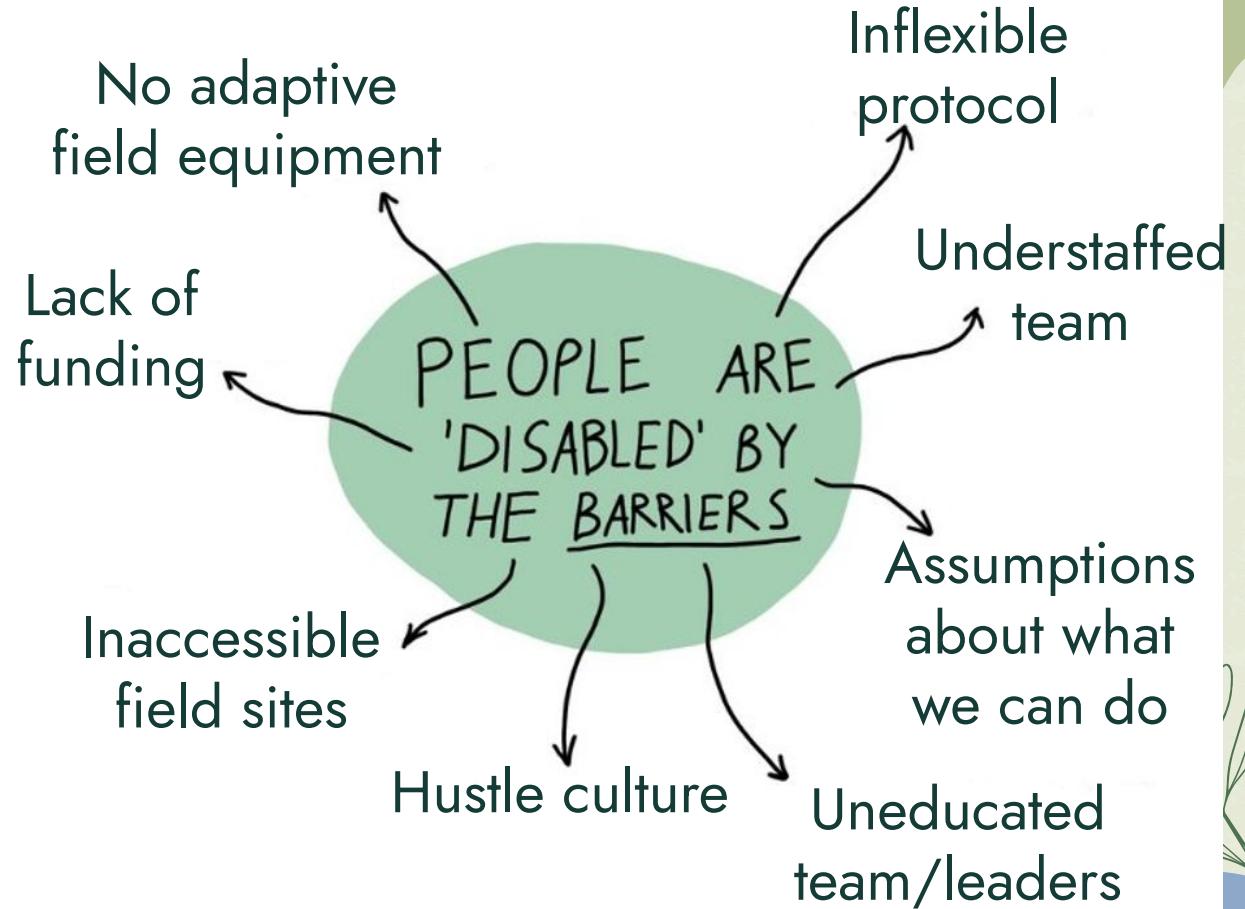 No adaptive
field equipment
Inflexible
protocol
Lack of
funding
Understaffed
team
PEOPLE ARE
'DISABLED' BY
THE BARRIERS
Assumptions
about what
we can do
Inaccessible
field sites
Hustle culture
Uneducated
team/leaders